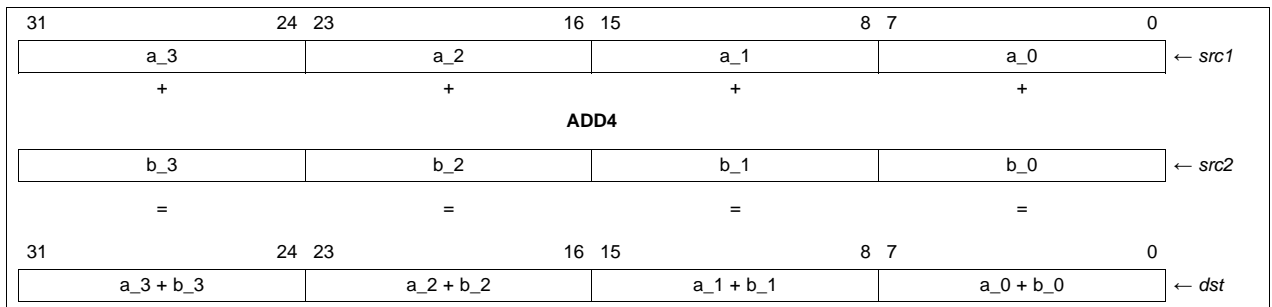 31 24 23 16 15 8 7 0
a_3 a_2 a_1 a_0 ← src1
+ + + +
ADD4
b_3 b_2 b_1 b_0 ← src2
= = = =
31 24 23 16 15 8 7 0
a_3 + b_3 a_2 + b_2 a_1 + b_1 a_0 + b_0 ← dst